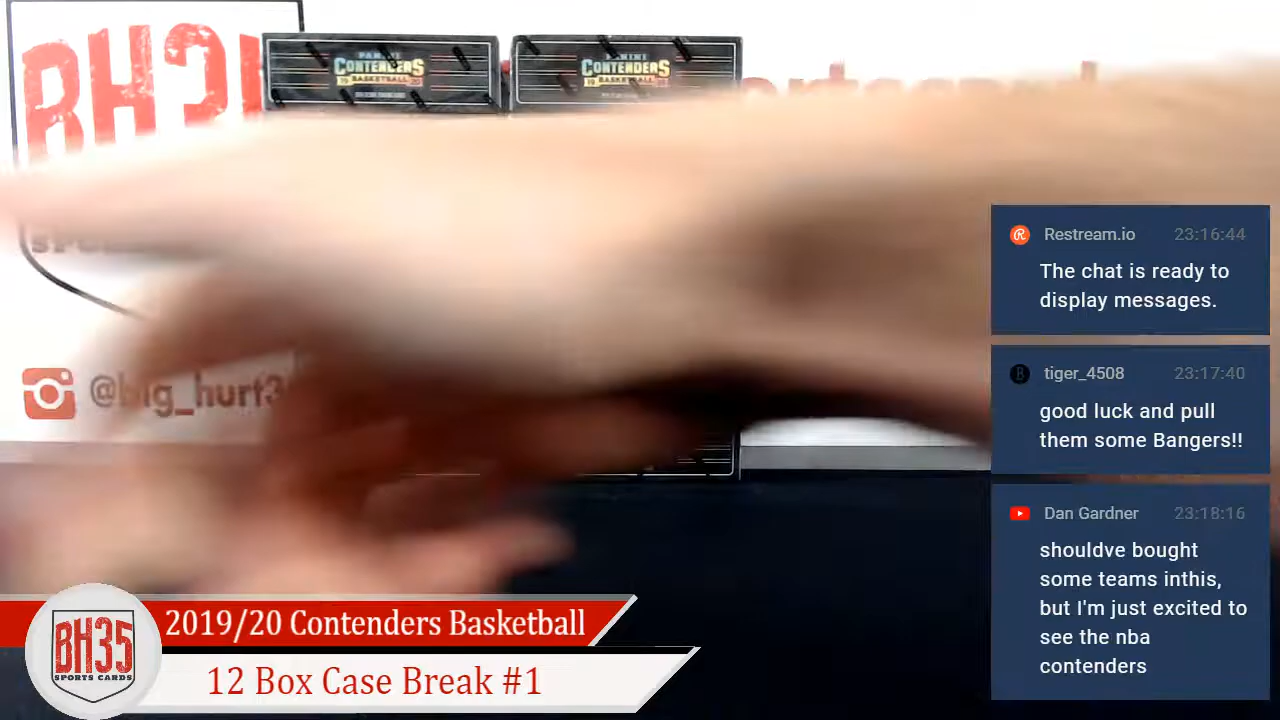 BH35
PANINI
CONTENDERS
BASKETBALL
PANINI
CONTENDERS
BASKETBALL
Restream.io 23:16:44
The chat is ready to
display messages.
tiger_4508 23:17:40
good luck and pull
them some Bangers!!
@big_hurt3
Dan Gardner 23:18:16
shouldve bought
some teams inthis,
but I'm just excited to
see the nba
contenders
BH35
SPORTS CARDS
2019/20 Contenders Basketball
12 Box Case Break #1